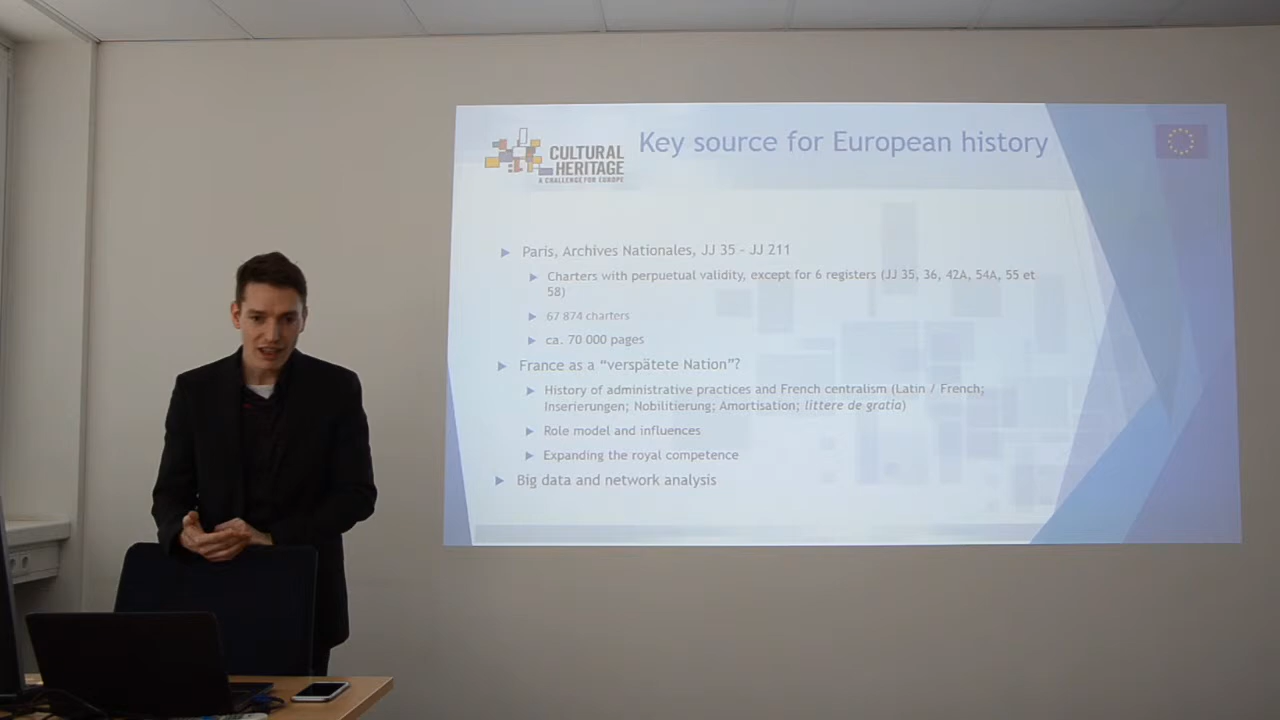 CULTURAL
HERITAGE
A CHALLENGE FOR EUROPE
Key source for European history
Paris, Archives Nationales, JJ 35 - JJ 211
Charters with perpuetual validity, except for 6 registers (JJ 35, 36, 42A, 54A, 55 et
58)
67 874 charters
ca. 70 000 pages
France as a “verspätete Nation”?
History of administrative practices and French centralism (Latin / French;
Inserierungen; Nobilitierung; Amortisation; littere de gratia)
Role model and influences
Expanding the royal competence
Big data and network analysis